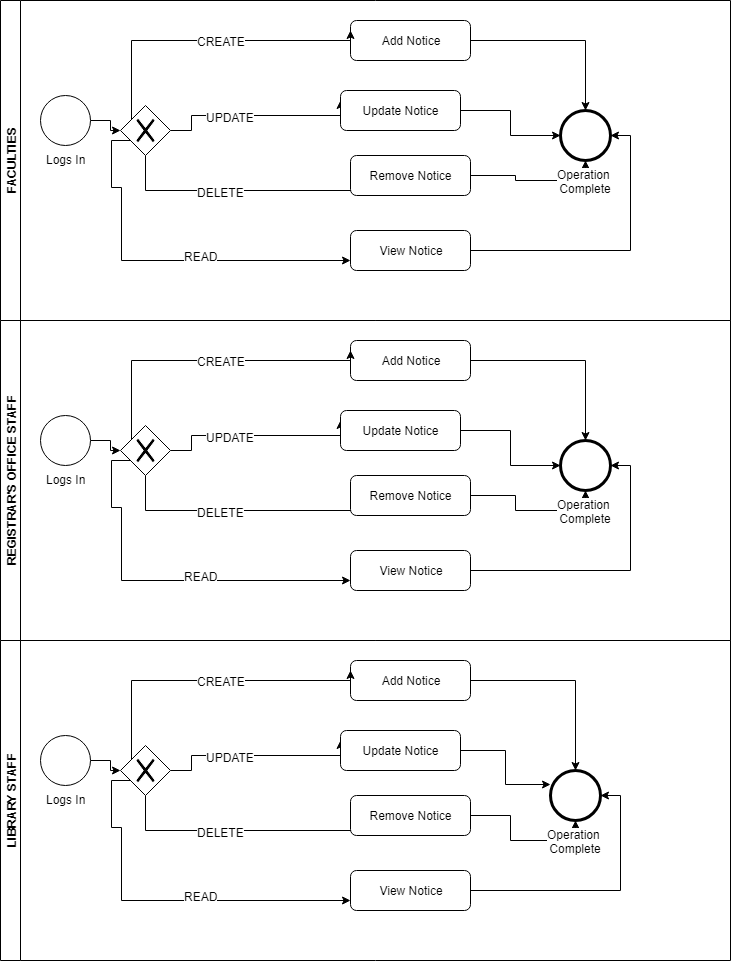 FACULTIES
CREATE
Add Notice
UPDATE
Update Notice
Logs In
DELETE
Remove Notice
Operation
Complete
READ
View Notice
REGISTRAR'S OFFICE STAFF
CREATE
Add Notice
UPDATE
Update Notice
Logs In
DELETE
Remove Notice
Operation
Complete
READ
View Notice
LIBRARY STAFF
CREATE
Add Notice
UPDATE
Update Notice
Logs In
DELETE
Remove Notice
Operation
Complete
READ
View Notice